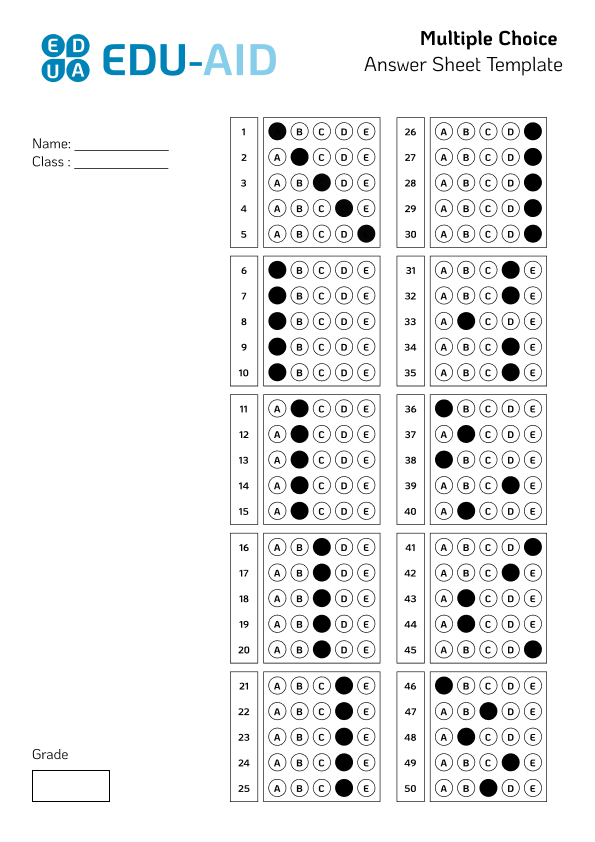 E D
U A
EDU-AID
Multiple Choice
Answer Sheet Template
Name: ______________
Class : ______________
1 B C D E
2 A C D E
3 A B D E
4 A B C E
5 A B C D
6 B C D E
7 B C D E
8 B C D E
9 B C D E
10 B C D E
11 A C D E
12 A C D E
13 A C D E
14 A C D E
15 A C D E
16 A B D E
17 A B D E
18 A B D E
19 A B D E
20 A B D E
21 A B C E
22 A B C E
23 A B C E
24 A B C E
25 A B C E
26 A B C D
27 A B C D
28 A B C D
29 A B C D
30 A B C D
31 A B C E
32 A B C E
33 A C D E
34 A B C E
35 A B C E
36 B C D E
37 A C D E
38 B C D E
39 A B C E
40 A C D E
41 A B C D
42 A B C E
43 A C D E
44 A C D E
45 A B C D
46 B C D E
47 A B D E
48 A C D E
49 A B C E
50 A B D E
Grade